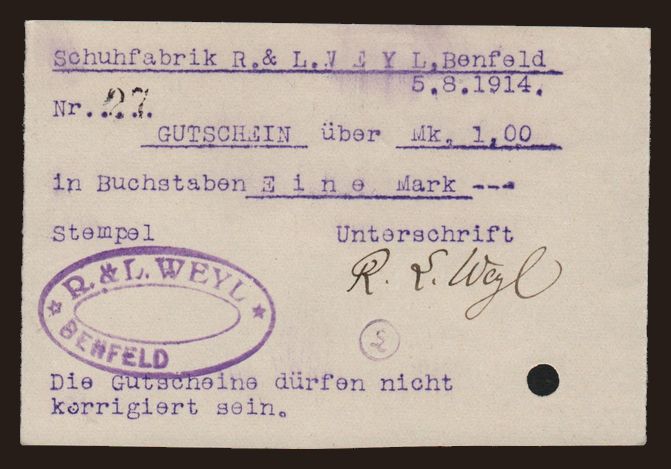 Schuhfabrik R.& L.W E Y L,Benfeld
5.8.1914.
Nr. 27.
GUTSCHEIN über Mk. 1,00
in Buchstaben E i n e Mark ---
Stempel Unterschrift
R. & L. WEYL
BENFELD
R. L. Weyl
Die Gutscheine dürfen nicht
korrigiert sein.